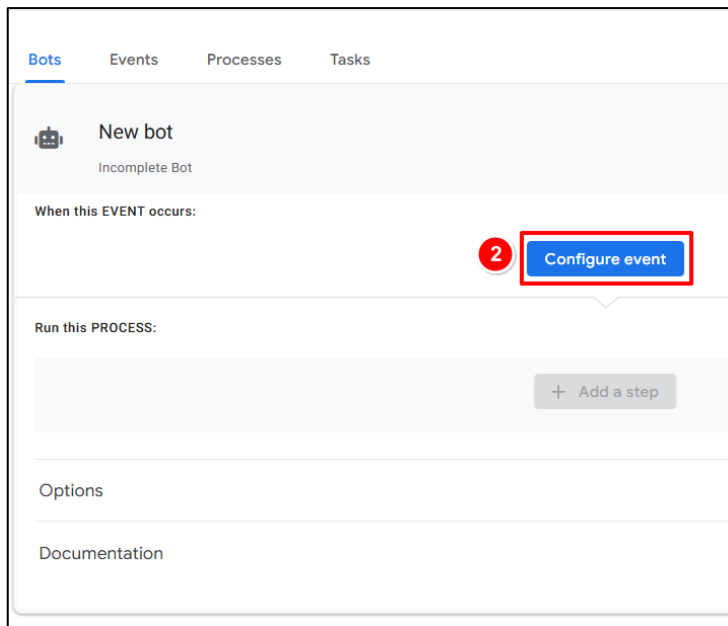 Bots Events Processes Tasks
New bot
Incomplete Bot
When this EVENT occurs:
2 Configure event
Run this PROCESS:
+ Add a step
Options
Documentation